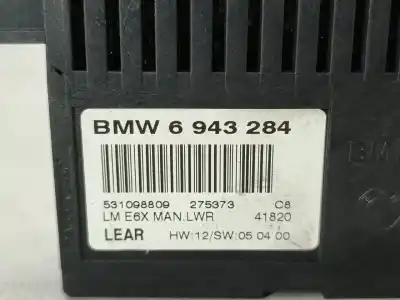 BMW 6 943 284
531098809 275373 C8
LM E6X MAN.LWR 41820
LEAR HW:12/SW:05 04 00
BM